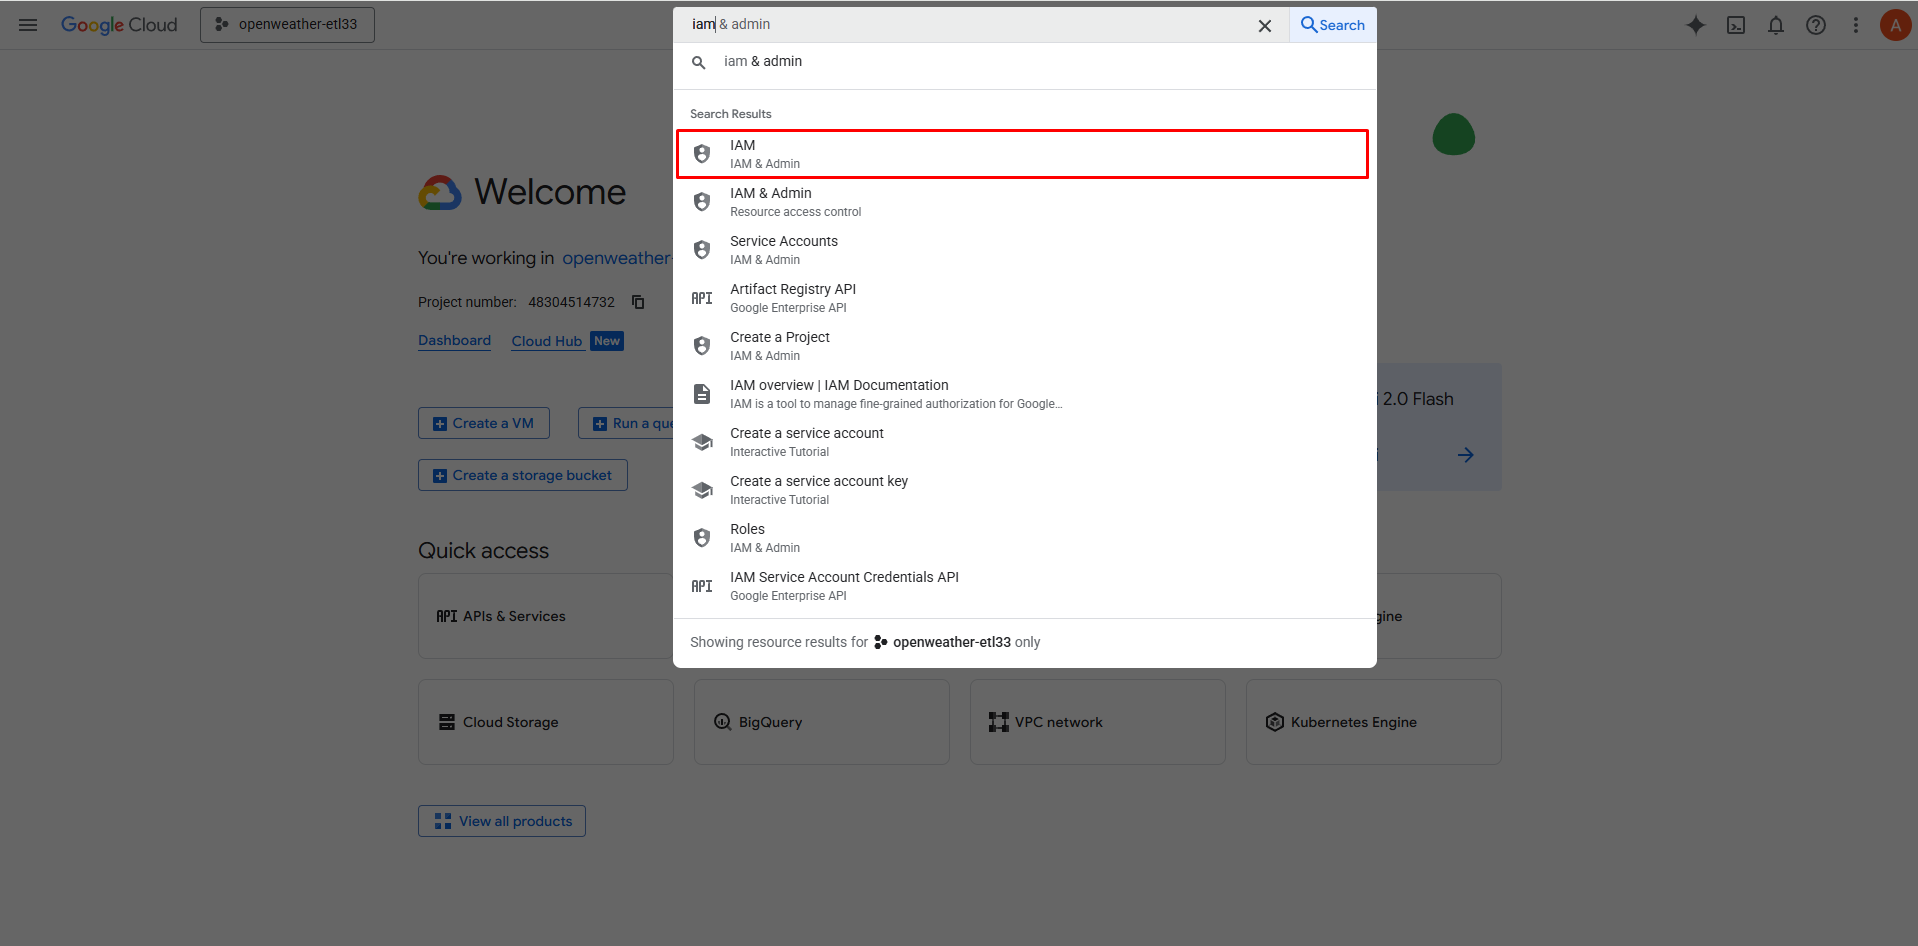 Google Cloud
openweather-etl33
iam & admin
Search
A
iam & admin
Search Results
IAM
IAM & Admin
IAM & Admin
Resource access control
Service Accounts
IAM & Admin
API
Artifact Registry API
Google Enterprise API
Create a Project
IAM & Admin
IAM overview | IAM Documentation
IAM is a tool to manage fine-grained authorization for Google…
Create a service account
Interactive Tutorial
Create a service account key
Interactive Tutorial
Roles
IAM & Admin
API
IAM Service Account Credentials API
Google Enterprise API
Showing resource results for openweather-etl33 only
Welcome
You're working in openweather-
Project number: 48304514732
Dashboard
Cloud Hub New
Create a VM
Run a que
Create a storage bucket
2.0 Flash
Quick access
API APIs & Services
gine
Cloud Storage
BigQuery
VPC network
Kubernetes Engine
View all products